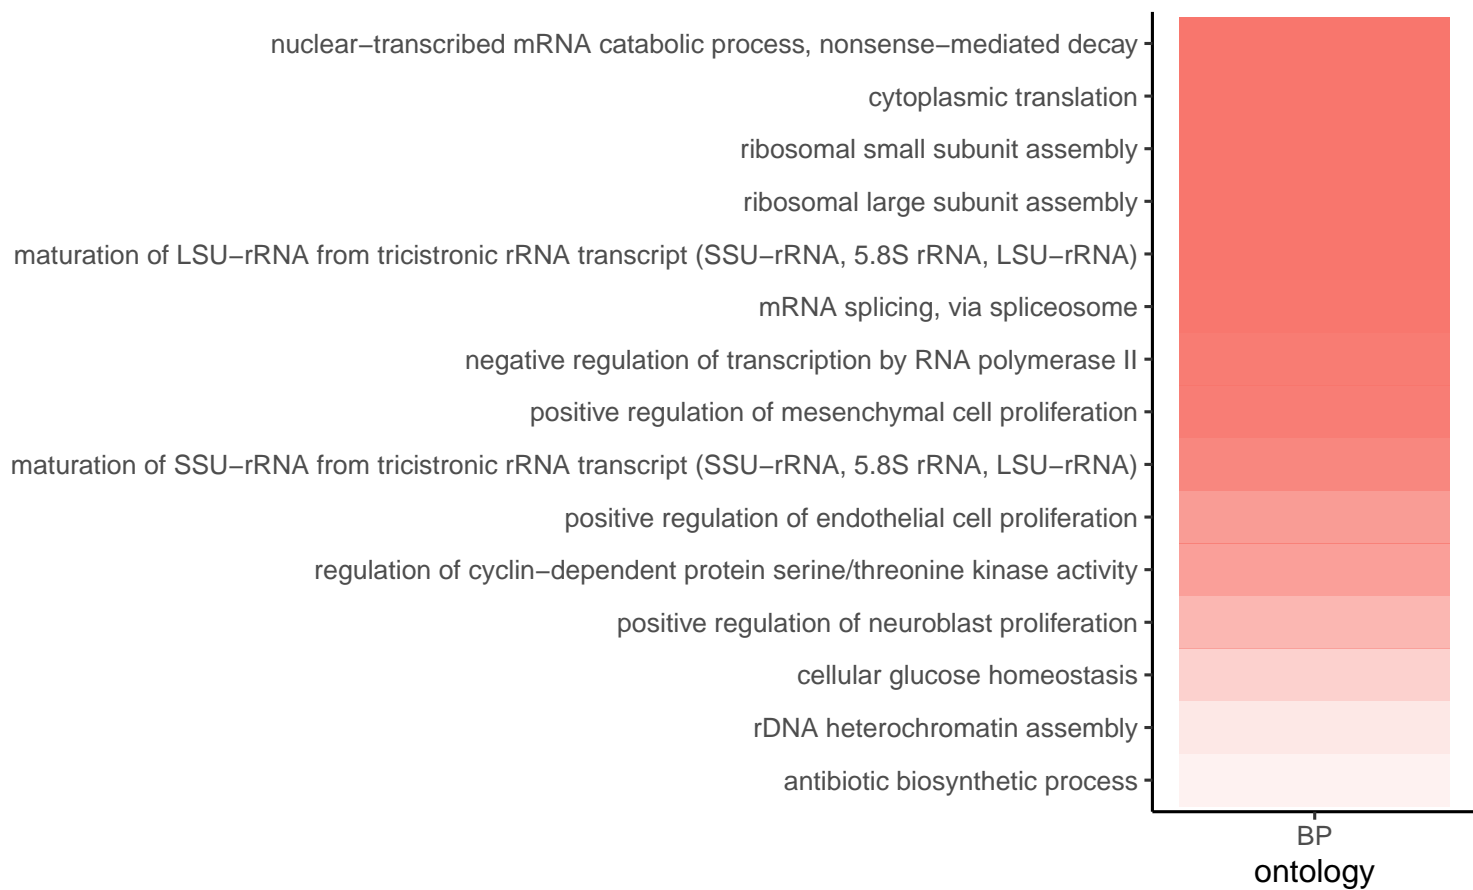 nuclear−transcribed mRNA catabolic process, nonsense−mediated decay
cytoplasmic translation
ribosomal small subunit assembly
ribosomal large subunit assembly
maturation of LSU−rRNA from tricistronic rRNA transcript (SSU−rRNA, 5.8S rRNA, LSU−rRNA)
mRNA splicing, via spliceosome
negative regulation of transcription by RNA polymerase II
positive regulation of mesenchymal cell proliferation
maturation of SSU−rRNA from tricistronic rRNA transcript (SSU−rRNA, 5.8S rRNA, LSU−rRNA)
positive regulation of endothelial cell proliferation
regulation of cyclin−dependent protein serine/threonine kinase activity
positive regulation of neuroblast proliferation
cellular glucose homeostasis
rDNA heterochromatin assembly
antibiotic biosynthetic process
BP
ontology